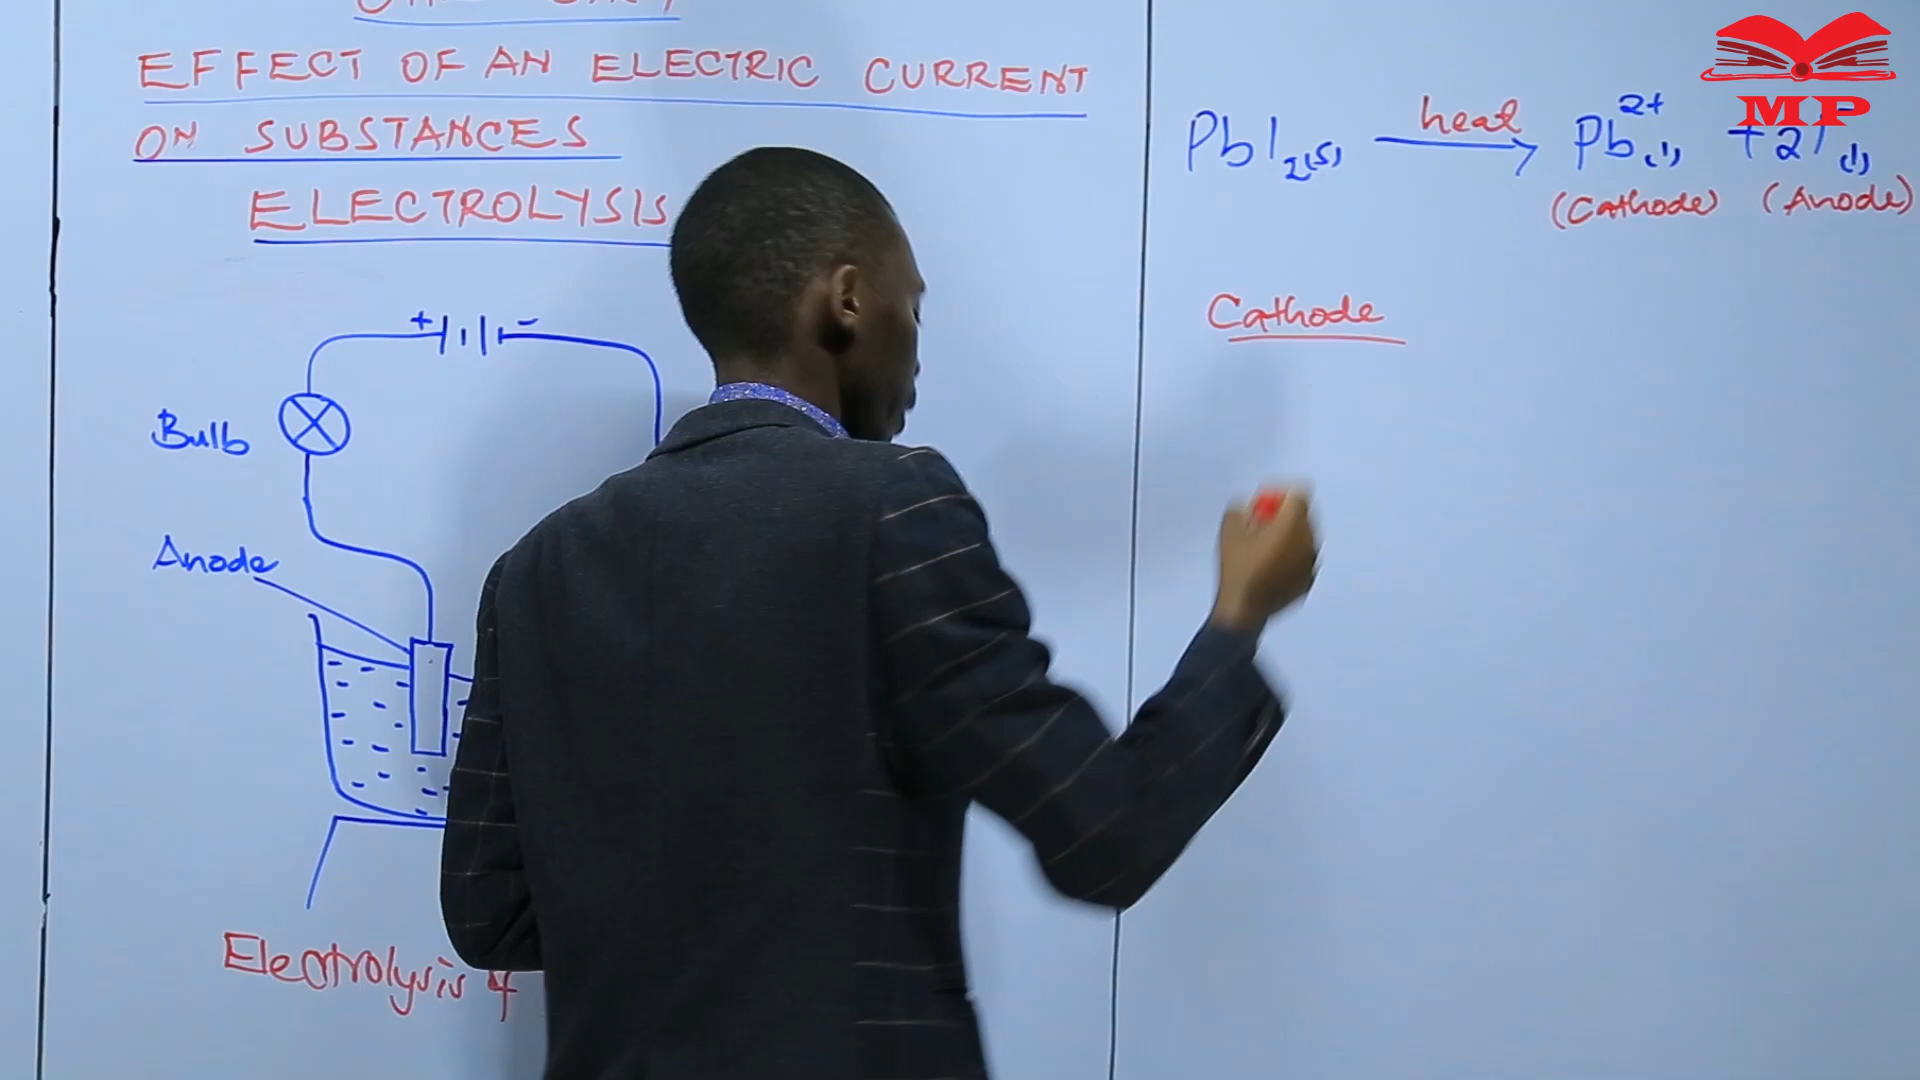 EFFECT OF AN ELECTRIC CURRENT
ON SUBSTANCES
ELECTROLYSIS
+ -
Bulb
Anode
Electrolysis of
MP
PbI₂(s) heat → Pb²⁺(l) + 2I⁻(l)
(Cathode) (Anode)
Cathode